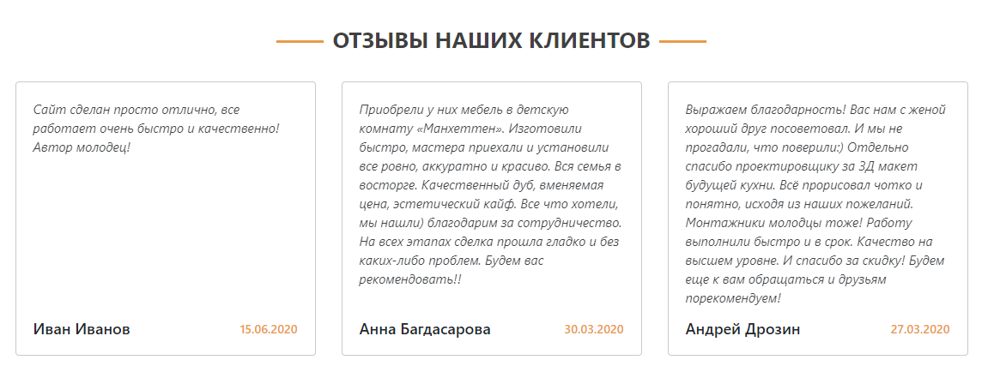 ОТЗЫВЫ НАШИХ КЛИЕНТОВ
Сайт сделан просто отлично, все
работает очень быстро и качественно!
Автор молодец!
Иван Иванов
15.06.2020
Приобрели у них мебель в детскую
комнату «Манхеттен». Изготовили
быстро, мастера приехали и установили
все ровно, аккуратно и красиво. Вся семья в
восторге. Качественный дуб, вменяемая
цена, эстетический кайф. Все что хотели,
мы нашли) благодарим за сотрудничество.
На всех этапах сделка прошла гладко и без
каких-либо проблем. Будем вас
рекомендовать!!
Анна Багдасарова
30.03.2020
Выражаем благодарность! Вас нам с женой
хороший друг посоветовал. И мы не
прогадали, что поверили:) Отдельно
спасибо проектировщику за 3Д макет
будущей кухни. Всё прорисовал чотко и
понятно, исходя из наших пожеланий.
Монтажники молодцы тоже! Работу
выполнили быстро и в срок. Качество на
высшем уровне. И спасибо за скидку! Будем
еще к вам обращаться и друзьям
порекомендуем!
Андрей Дрозин
27.03.2020